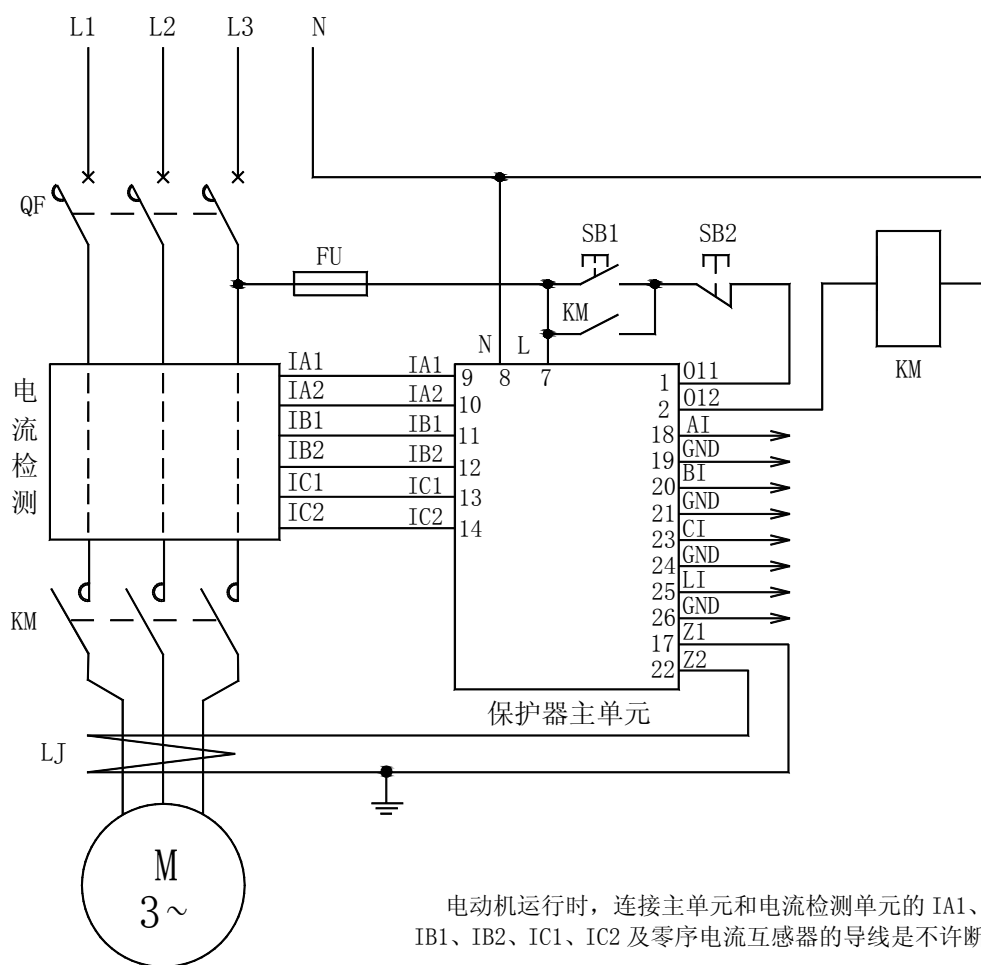 L1 L2 L3 N
QF
FU
SB1 SB2
KM
KM
N L
电流检测
IA1 IA1 9 8 7 1 011
IA2 IA2 10 2 012
IB1 IB1 11 18 AI
IB2 IB2 12 19 GND
IC1 IC1 13 20 BI
IC2 IC2 14 21 GND
23 CI
24 GND
25 LI
26 GND
17 Z1
22 Z2
KM
保护器主单元
LJ
M
3~
电动机运行时，连接主单元和电流检测单元的 IA1、
IB1、IB2、IC1、IC2 及零序电流互感器的导线是不许断